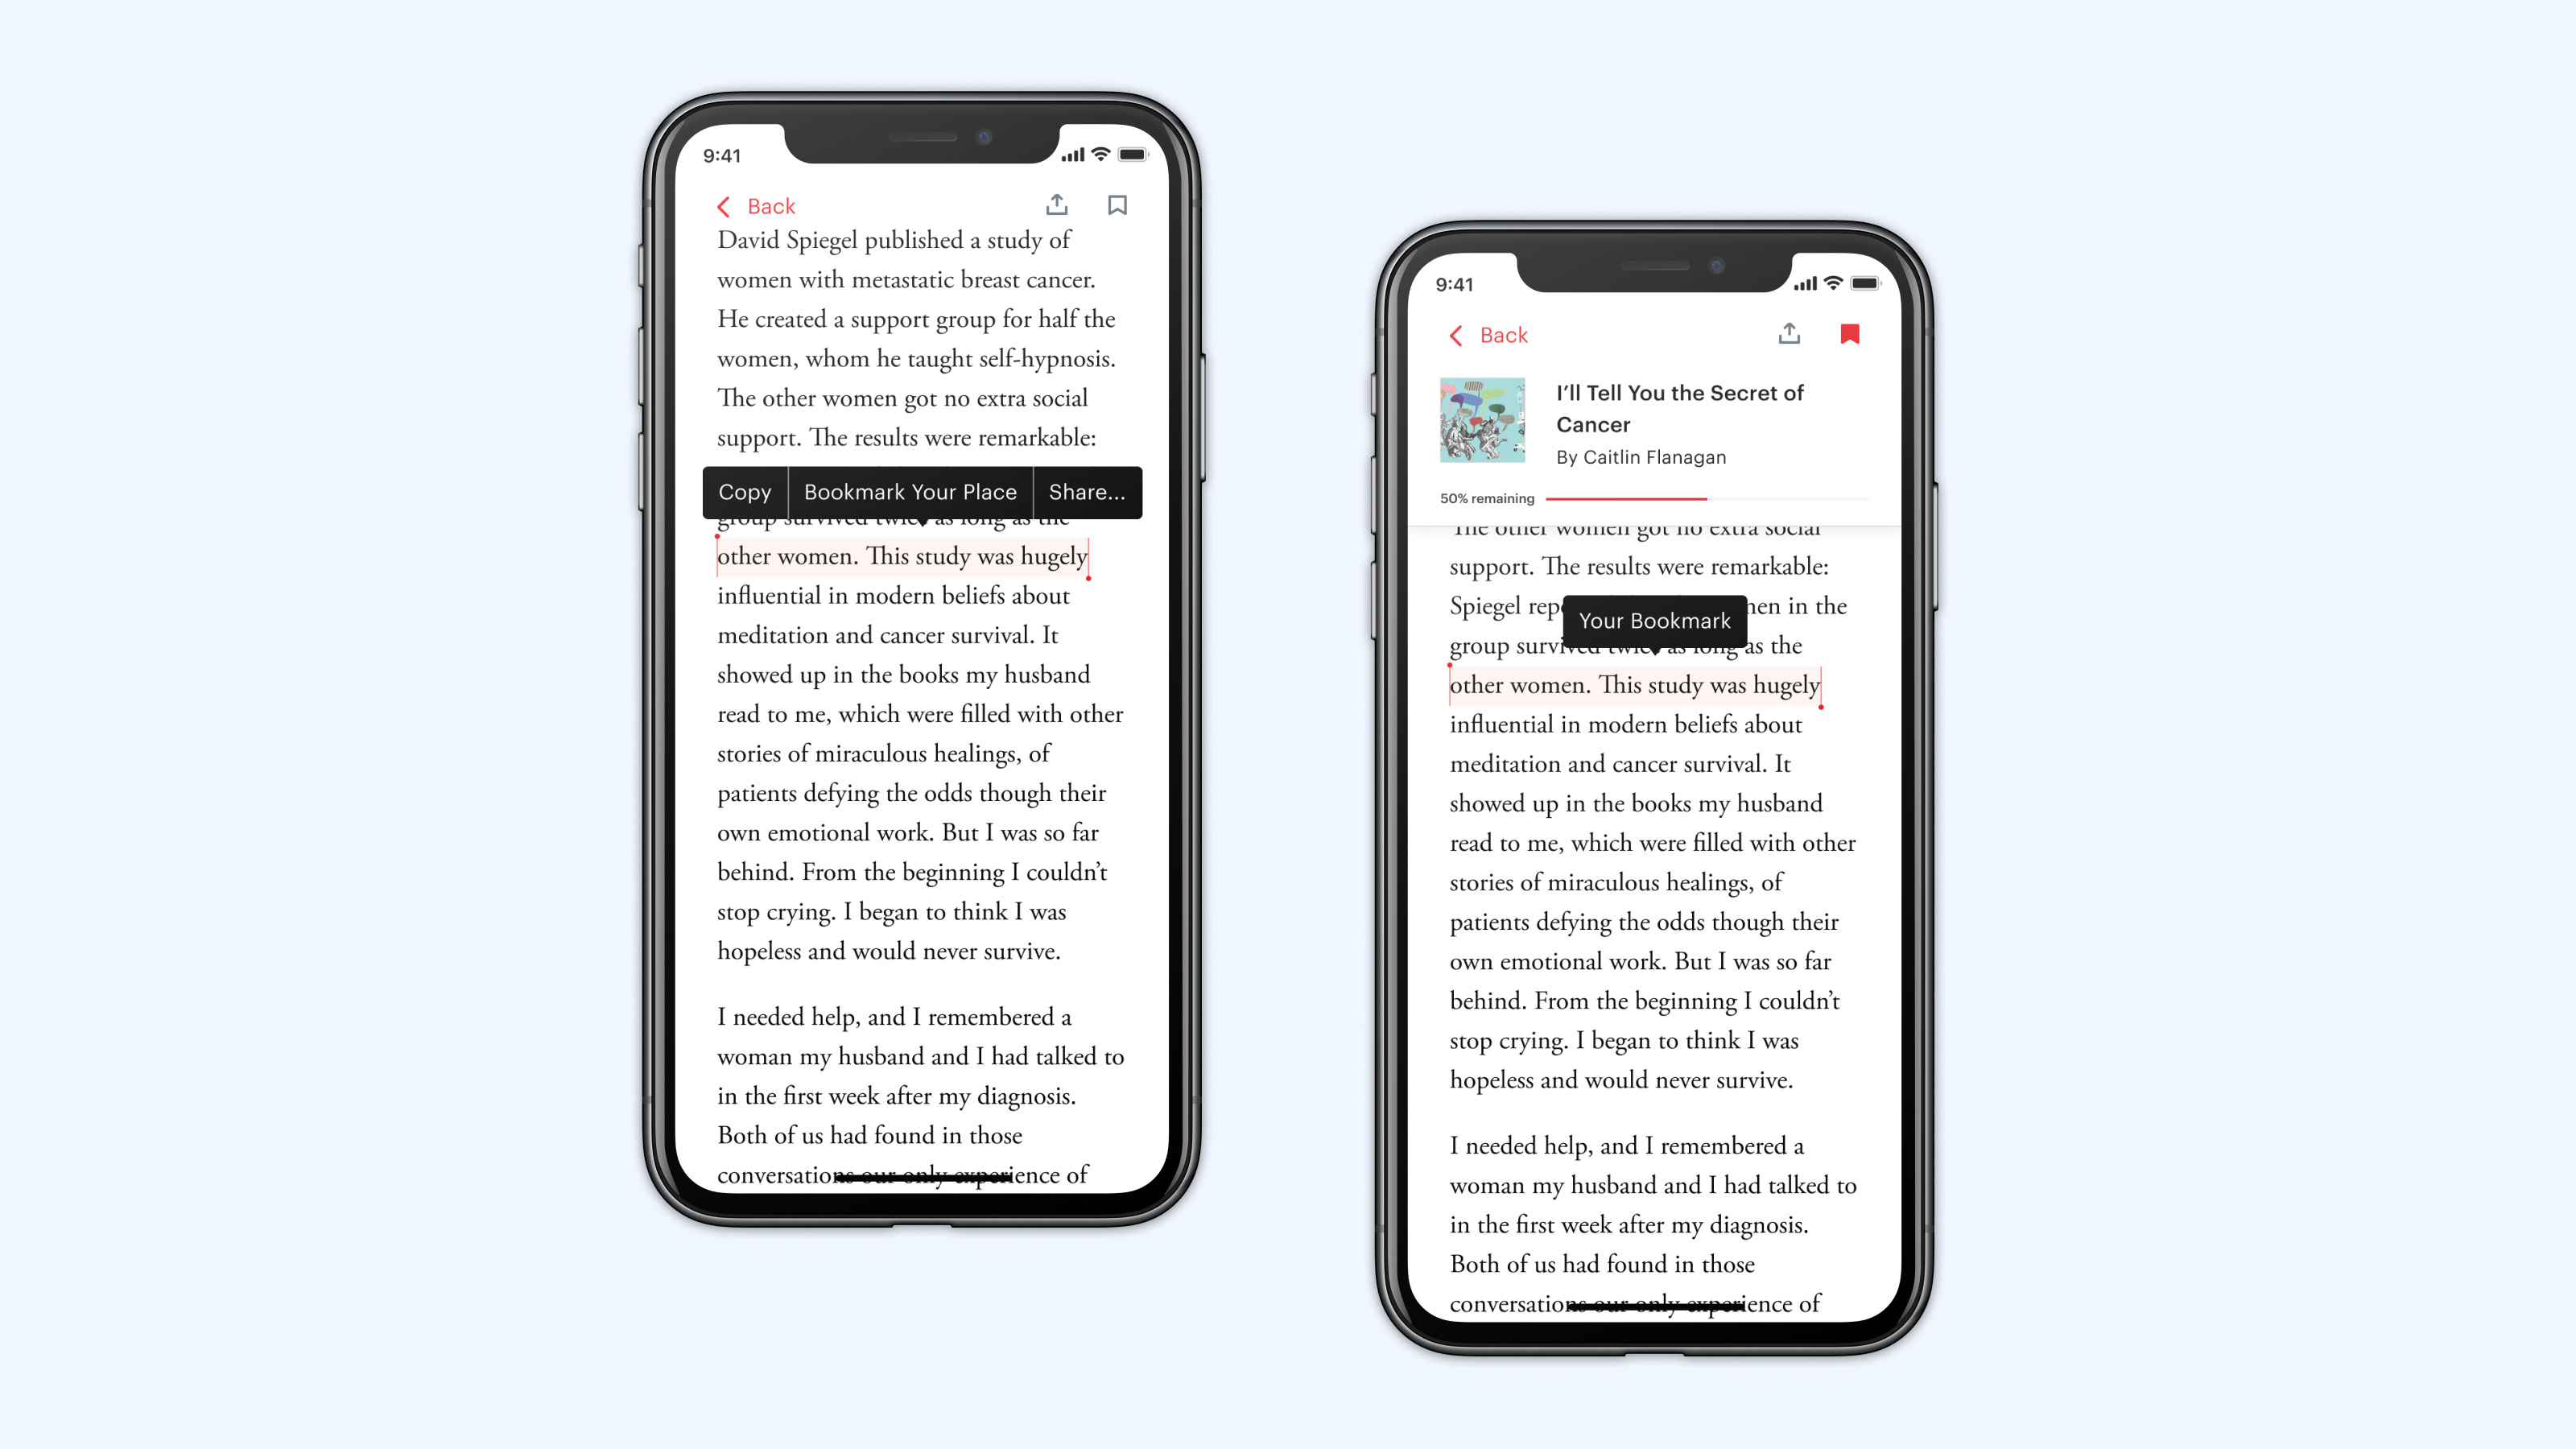 9:41
Back
David Spiegel published a study of
women with metastatic breast cancer.
He created a support group for half the
women, whom he taught self-hypnosis.
The other women got no extra social
support. The results were remarkable:
Copy Bookmark Your Place Share...
group survived twice as long as the
other women. This study was hugely
influential in modern beliefs about
meditation and cancer survival. It
showed up in the books my husband
read to me, which were filled with other
stories of miraculous healings, of
patients defying the odds though their
own emotional work. But I was so far
behind. From the beginning I couldn’t
stop crying. I began to think I was
hopeless and would never survive.
I needed help, and I remembered a
woman my husband and I had talked to
in the first week after my diagnosis.
Both of us had found in those
conversations our only experience of
9:41
Back
I’ll Tell You the Secret of
Cancer
By Caitlin Flanagan
50% remaining
The other women got no extra social
support. The results were remarkable:
Spiegel in the
Your Bookmark
group survived twice as long as the
other women. This study was hugely
influential in modern beliefs about
meditation and cancer survival. It
showed up in the books my husband
read to me, which were filled with other
stories of miraculous healings, of
patients defying the odds though their
own emotional work. But I was so far
behind. From the beginning I couldn’t
stop crying. I began to think I was
hopeless and would never survive.
I needed help, and I remembered a
woman my husband and I had talked to
in the first week after my diagnosis.
Both of us had found in those
conversations our only experience of